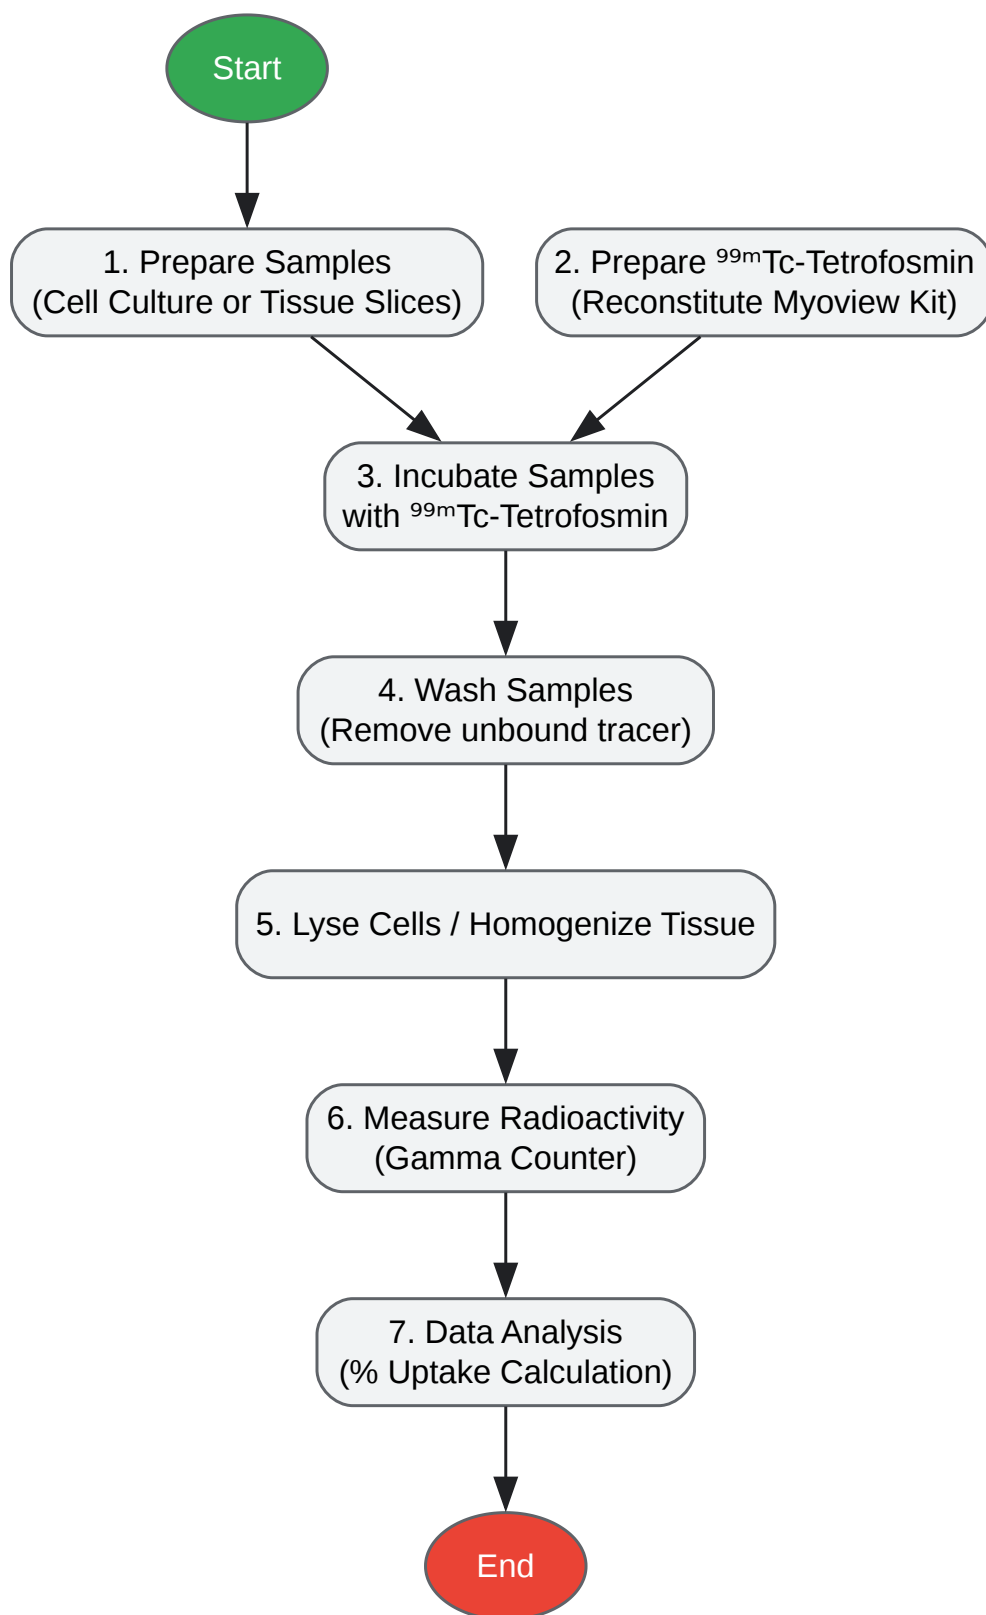 Start
1. Prepare Samples
(Cell Culture or Tissue Slices)
2. Prepare ⁹⁹ᵐTc-Tetrofosmin
(Reconstitute Myoview Kit)
3. Incubate Samples
with ⁹⁹ᵐTc-Tetrofosmin
4. Wash Samples
(Remove unbound tracer)
5. Lyse Cells / Homogenize Tissue
6. Measure Radioactivity
(Gamma Counter)
7. Data Analysis
(% Uptake Calculation)
End